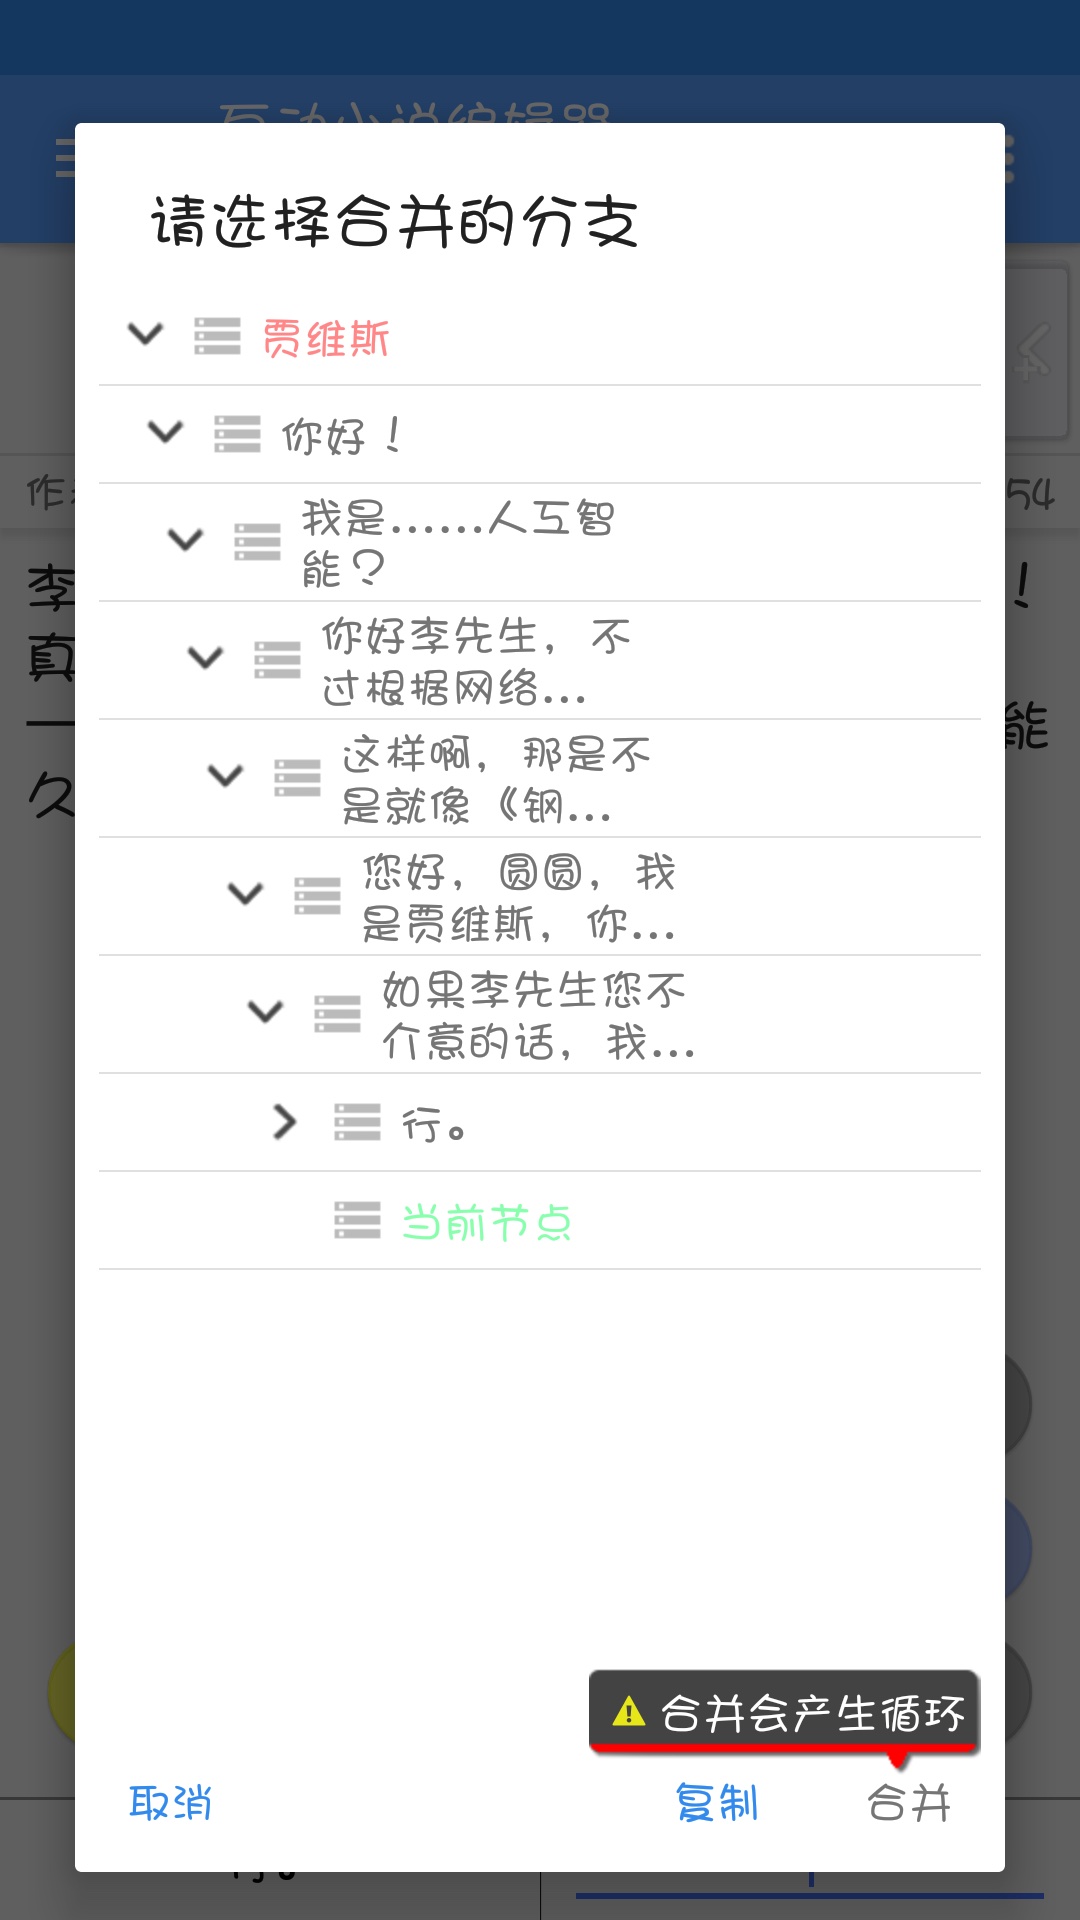 互动小说编辑器
请选择合并的分支
贾维斯
你好！
作
54
我是......人工智
能？
李
！
你好李先生，不
过根据网络...
真
能
这样啊，那是不
是就像《钢...
久
您好，圆圆，我
是贾维斯，你...
如果李先生您不
介意的话，我...
行。
当前节点
合并会产生循环
取消
复制
合并